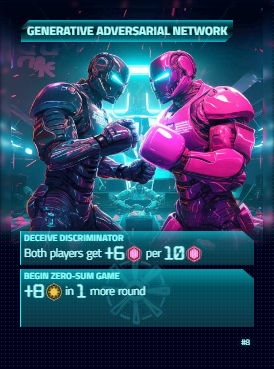 GENERATIVE ADVERSARIAL NETWORK
DECEIVE DISCRIMINATOR
Both players get +6 per 10
BEGIN ZERO-SUM GAME
+8 in 1 more round
#8